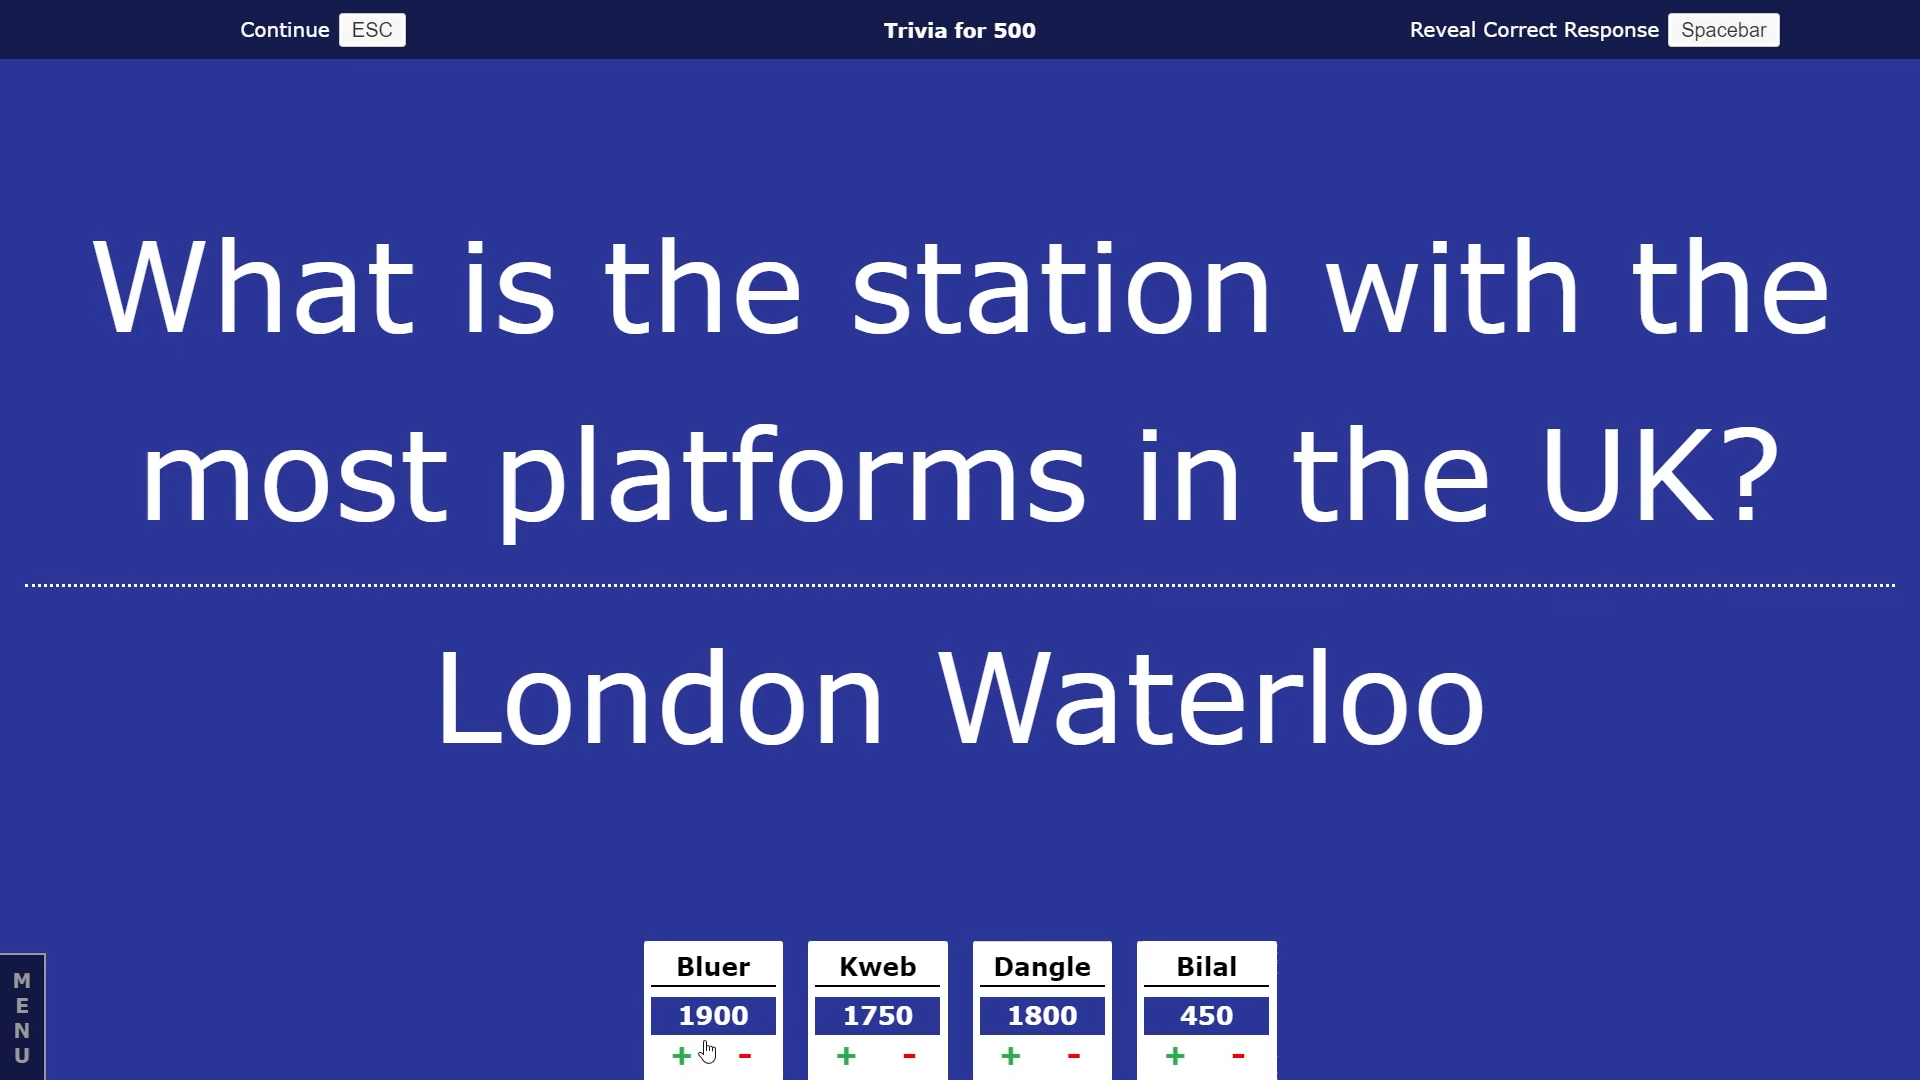 Continue ESC Trivia for 500 Reveal Correct Response Spacebar
What is the station with the
most platforms in the UK?
London Waterloo
MENU
Bluer Kweb Dangle Bilal
1900 1750 1800 450
+ - + - + - + -